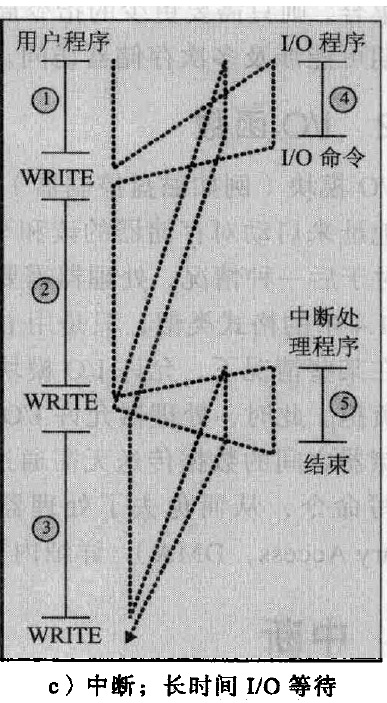 用户程序
I/O 程序
①
④
WRITE
I/O 命令
②
中断处
理程序
WRITE
⑤
结束
③
WRITE
c）中断；长时间 I/O 等待